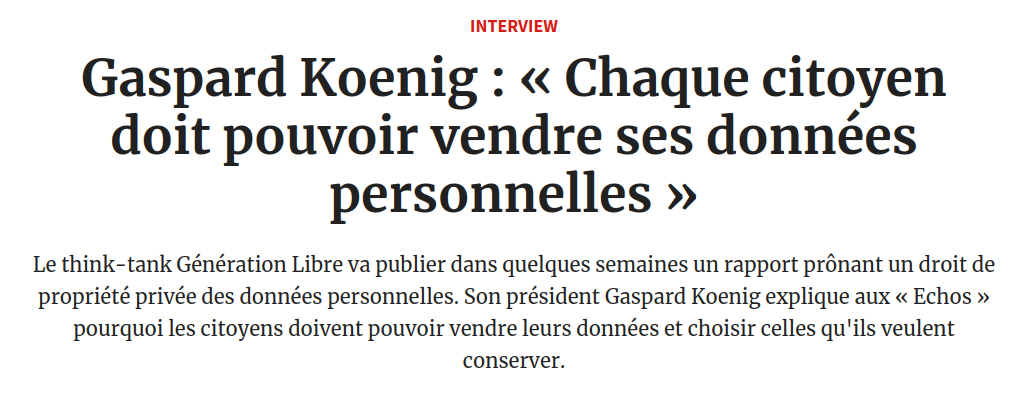 INTERVIEW
Gaspard Koenig : « Chaque citoyen
doit pouvoir vendre ses données
personnelles »
Le think-tank Génération Libre va publier dans quelques semaines un rapport prônant un droit de
propriété privée des données personnelles. Son président Gaspard Koenig explique aux « Echos »
pourquoi les citoyens doivent pouvoir vendre leurs données et choisir celles qu'ils veulent
conserver.